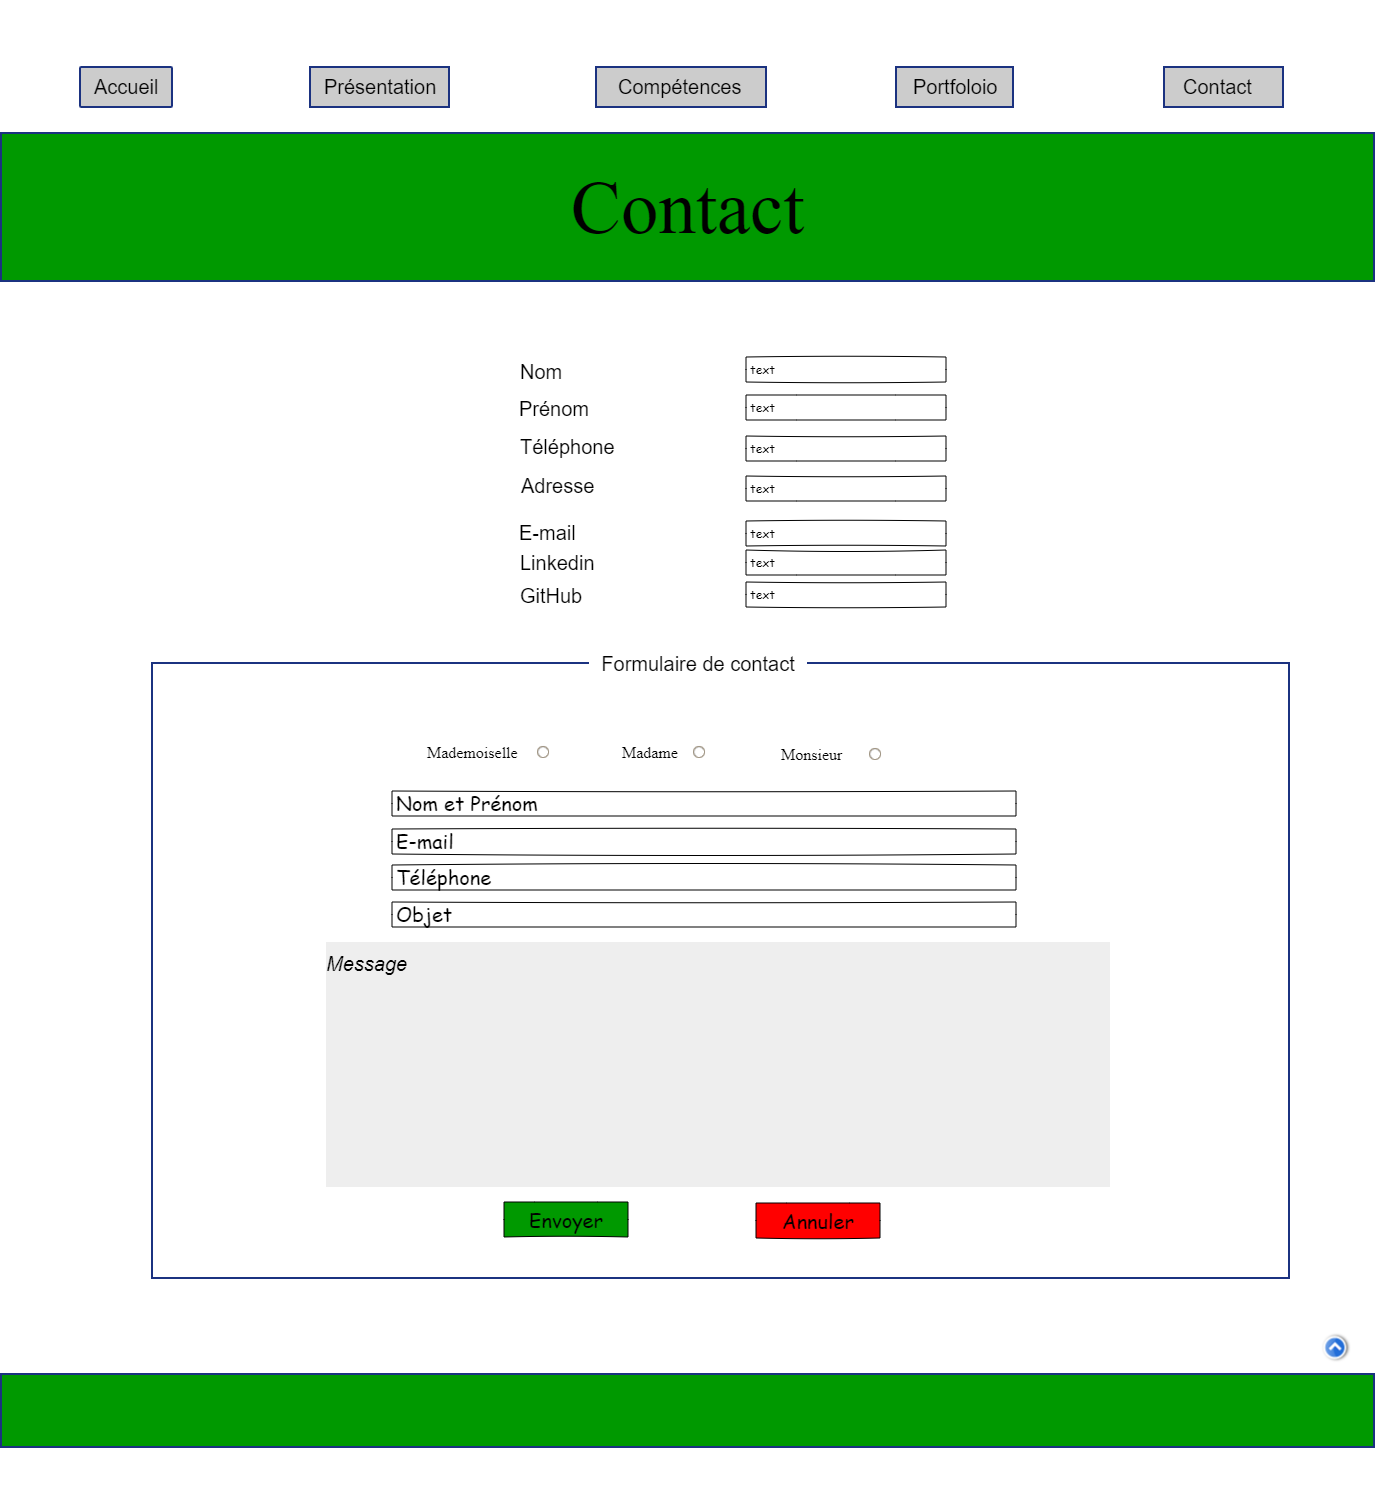 Accueil Présentation Compétences Portfoloio Contact
Contact
Nom text
Prénom text
Téléphone text
Adresse text
E-mail text
Linkedin text
GitHub text
Formulaire de contact
Mademoiselle Madame Monsieur
Nom et Prénom
E-mail
Téléphone
Objet
Message
Envoyer Annuler